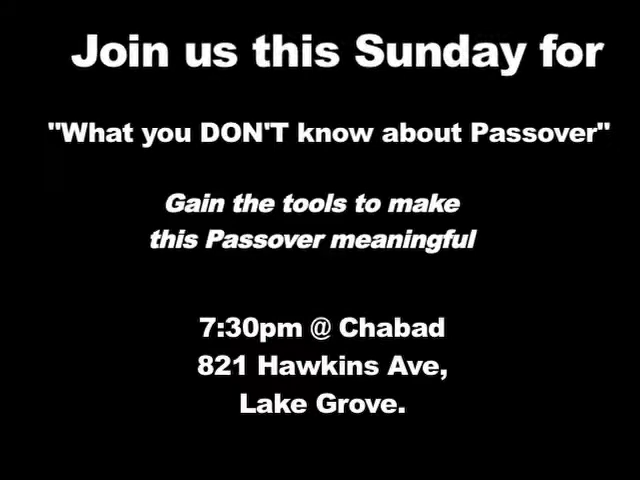 Join us this Sunday for
"What you DON'T know about Passover"
Gain the tools to make
this Passover meaningful
7:30pm @ Chabad
821 Hawkins Ave,
Lake Grove.